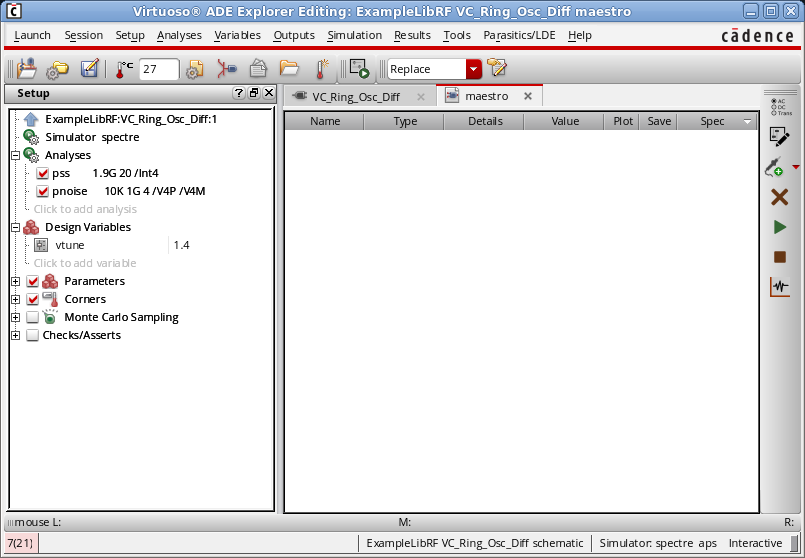 Virtuoso® ADE Explorer Editing: ExampleLibRF VC_Ring_Osc_Diff maestro
Launch Session Setup Analyses Variables Outputs Simulation Results Tools Parasitics/LDE Help cādence
°C 27 Replace
Setup ? VC_Ring_Osc_Diff maestro
AC
DC
Trans
Name Type Details Value Plot Save Spec
ExampleLibRF:VC_Ring_Osc_Diff:1
Simulator spectre
Analyses
pss 1.9G 20 /Int4
pnoise 10K 1G 4 /V4P /V4M
Click to add analysis
Design Variables
vtune 1.4
Click to add variable
Parameters
Corners
Monte Carlo Sampling
Checks/Asserts
mouse L: M: R:
7(21) ExampleLibRF VC_Ring_Osc_Diff schematic Simulator: spectre aps Interactive